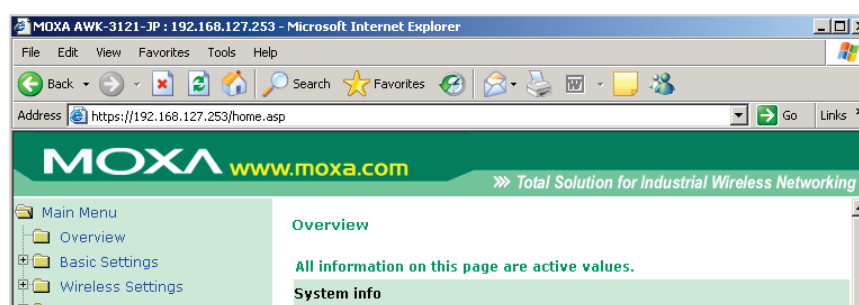 MOXA AWK-3121-JP : 192.168.127.253 - Microsoft Internet Explorer
File Edit View Favorites Tools Help
Back Search Favorites
Address https://192.168.127.253/home.asp Go Links
MOXA www.moxa.com
Total Solution for Industrial Wireless Networking
Main Menu
Overview
Basic Settings
Wireless Settings
Overview
All information on this page are active values.
System info